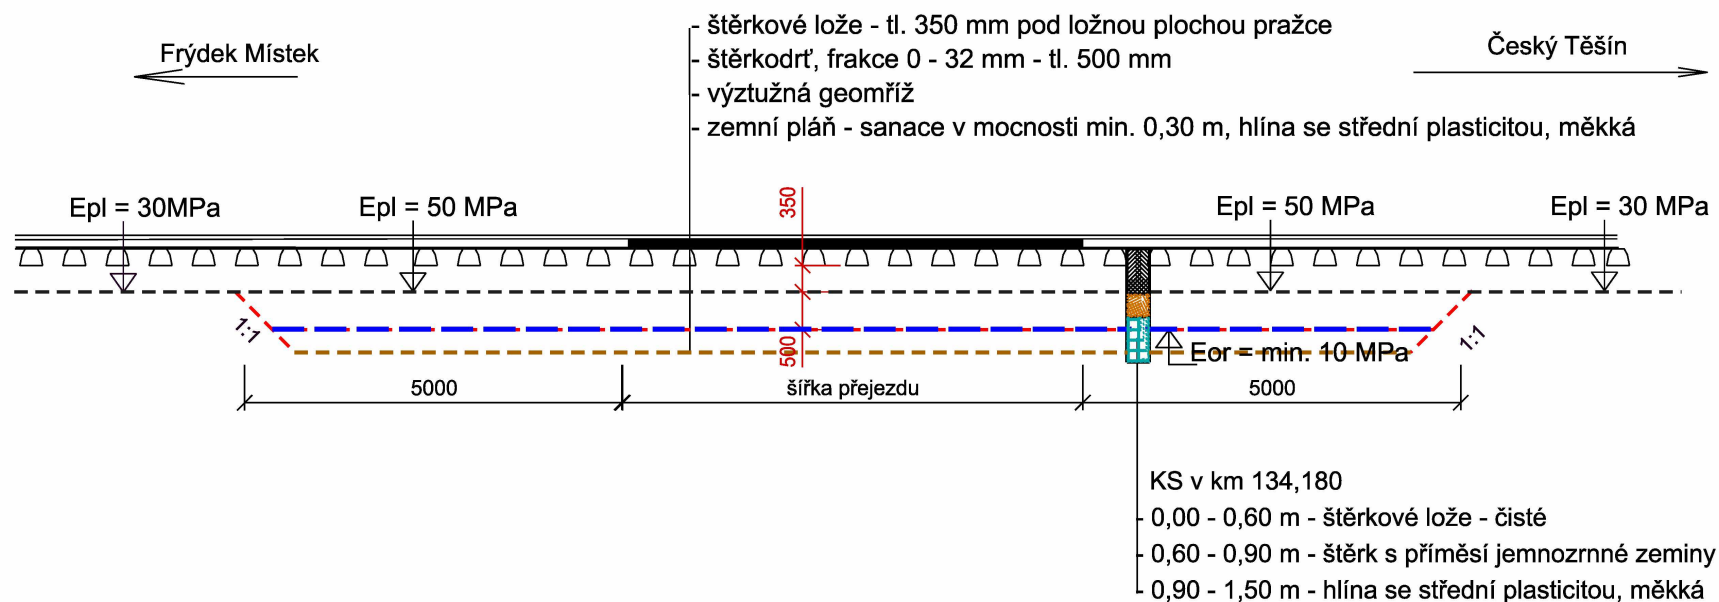 - štěrkové lože - tl. 350 mm pod ložnou plochou pražce
Frýdek Místek
Český Těšín
- štěrkodrť, frakce 0 - 32 mm - tl. 500 mm
- výztužná geomříž
- zemní pláň - sanace v mocnosti min. 0,30 m, hlína se střední plasticitou, měkká
350
Epl = 30MPa
Epl = 50 MPa
Epl = 50 MPa
Epl = 30 MPa
1:1
500
Eor = min. 10 MPa
1:1
5000
šířka přejezdu
5000
KS v km 134,180
- 0,00 - 0,60 m - štěrkové lože - čisté
- 0,60 - 0,90 m - štěrk s příměsí jemnozrnné zeminy
- 0,90 - 1,50 m - hlína se střední plasticitou, měkká